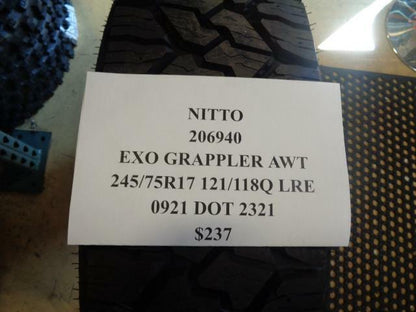 NITTO
206940
EXO GRAPPLER AWT
245/75R17 121/118Q LRE
0921 DOT 2321
$237